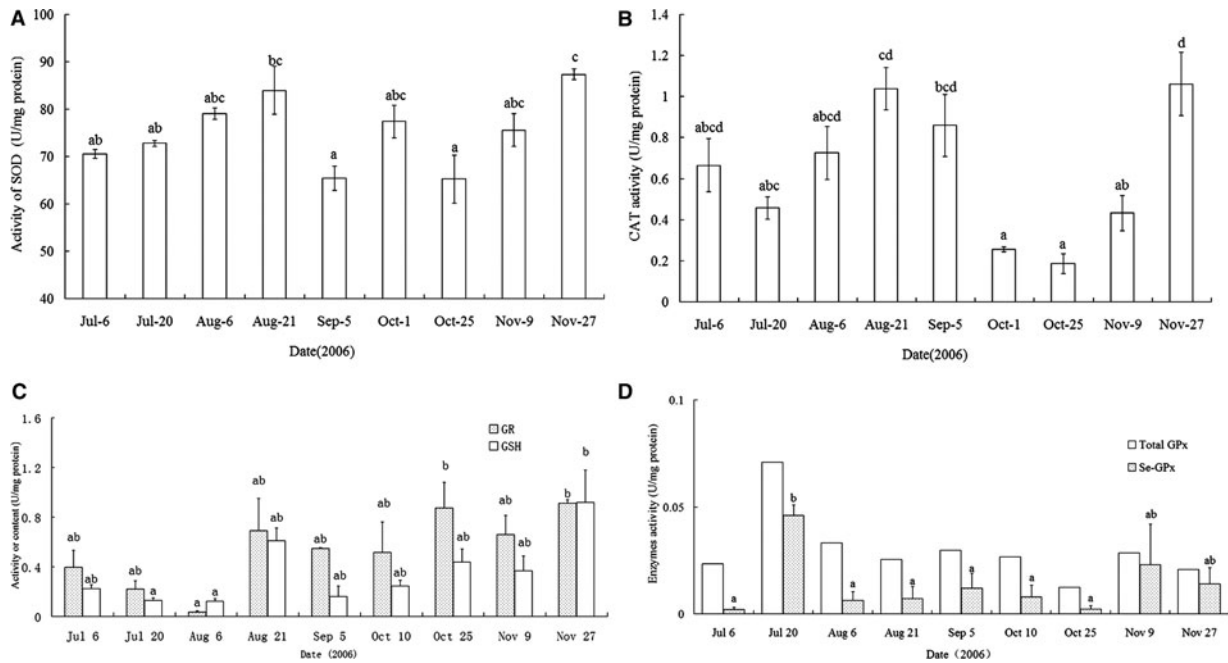 A
Activity of SOD (U/mg protein)
100
90
80
70
60
50
40
ab
ab
abc
bc
a
abc
a
abc
c
Jul-6 Jul-20 Aug-6 Aug-21 Sep-5 Oct-1 Oct-25 Nov-9 Nov-27
Date(2006)
B
CAT activity (U/mg protein)
1.4
1.2
1
0.8
0.6
0.4
0.2
0
abcd
abc
abcd
cd
bcd
a
a
ab
d
Jul-6 Jul-20 Aug-6 Aug-21 Sep-5 Oct-1 Oct-25 Nov-9 Nov-27
Date(2006)
C
Activity or content(U/mg protein)
1.6
1.2
0.8
0.4
0
GR
GSH
ab ab
ab a
a a
ab ab
ab ab
ab ab
b ab
ab ab
b b
Jul 6 Jul 20 Aug 6 Aug 21 Sep 5 Oct 10 Oct 25 Nov 9 Nov 27
Date (2006)
D
Enzymes activity (U/mg protein)
0.1
0.05
0
Total GPx
Se-GPx
a
b
a
a
a
a
a
ab
ab
Jul 6 Jul 20 Aug 6 Aug 21 Sep 5 Oct 10 Oct 25 Nov 9 Nov 27
Date（2006）